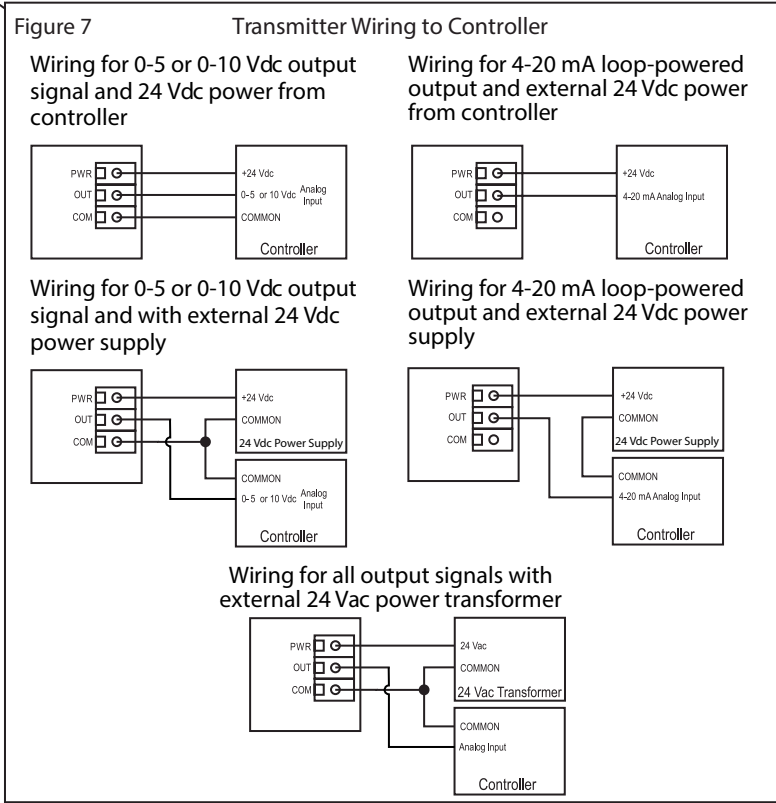 Figure 7
Transmitter Wiring to Controller
Wiring for 0-5 or 0-10 Vdc output
signal and 24 Vdc power from
controller
PWR
OUT
COM
+24 Vdc
0-5 or 10 Vdc Analog
Input
COMMON
Controller
Wiring for 4-20 mA loop-powered
output and external 24 Vdc power
from controller
PWR
OUT
COM
+24 Vdc
4-20 mA Analog Input
Controller
Wiring for 0-5 or 0-10 Vdc output
signal and with external 24 Vdc
power supply
PWR
OUT
COM
+24 Vdc
COMMON
24 Vdc Power Supply
COMMON
0-5 or 10 Vdc Analog
Input
Controller
Wiring for 4-20 mA loop-powered
output and external 24 Vdc power
supply
PWR
OUT
COM
+24 Vdc
COMMON
24 Vdc Power Supply
COMMON
4-20 mA Analog Input
Controller
Wiring for all output signals with
external 24 Vac power transformer
PWR
OUT
COM
24 Vac
COMMON
24 Vac Transformer
COMMON
Analog Input
Controller